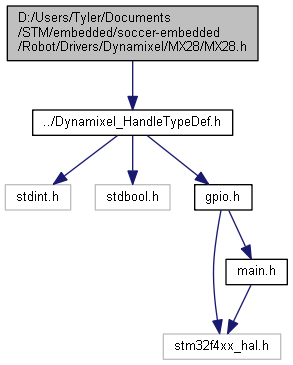 D:/Users/Tyler/Documents
/STM/embedded/soccer-embedded
/Robot/Drivers/Dynamixel/MX28/MX28.h
../Dynamixel_HandleTypeDef.h
stdint.h
stdbool.h
gpio.h
main.h
stm32f4xx_hal.h